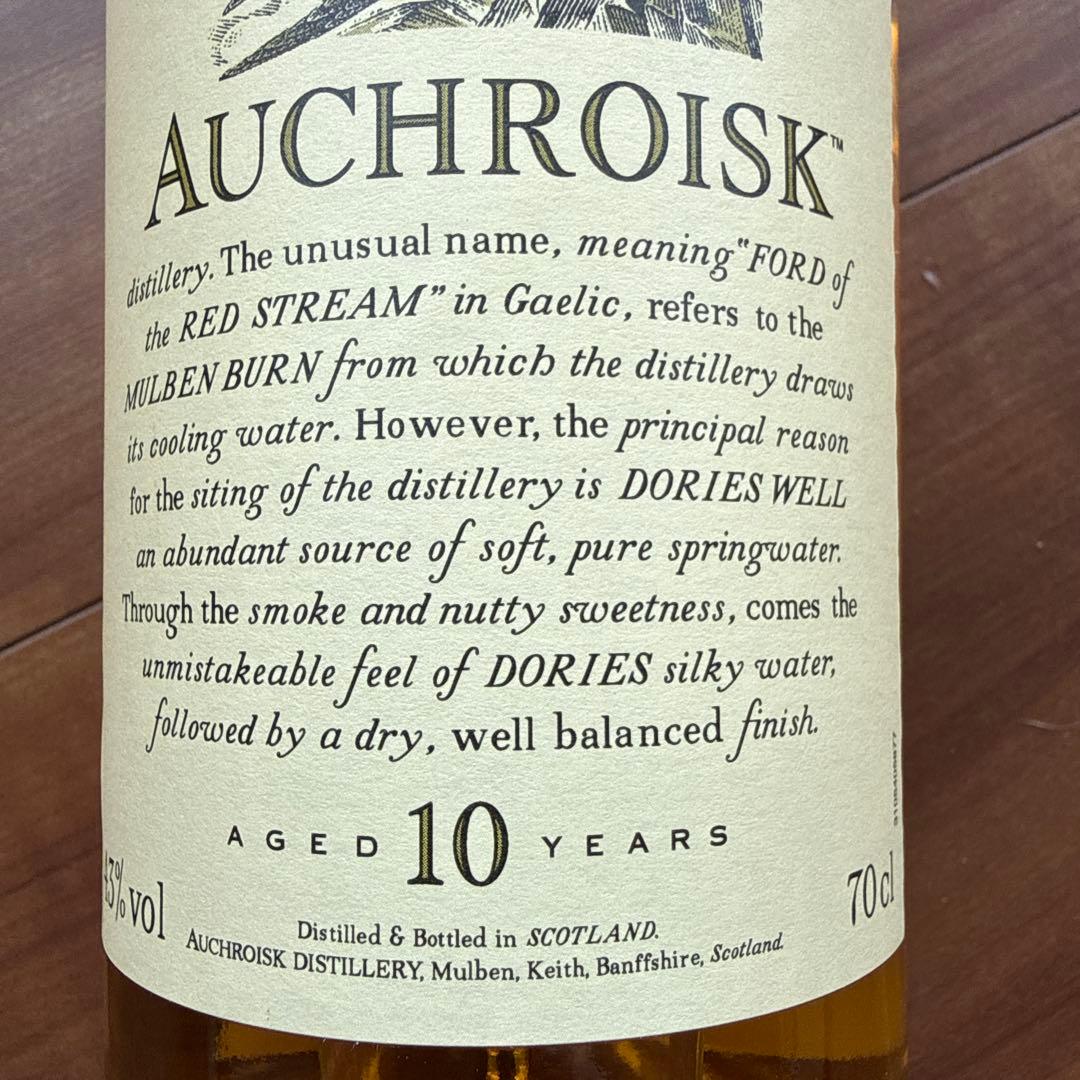 AUCHROISK™
distillery. The unusual name, meaning "FORD of
the RED STREAM" in Gaelic, refers to the
MULBEN BURN from which the distillery draws
its cooling water. However, the principal reason
for the siting of the distillery is DORIES WELL
an abundant source of soft, pure springwater.
Through the smoke and nutty sweetness, comes the
unmistakeable feel of DORIES silky water,
followed by a dry, well balanced finish.
AGED 10 YEARS
43% vol
70 cl
Distilled & Bottled in SCOTLAND.
AUCHROISK DISTILLERY, Mulben, Keith, Banffshire, Scotland.